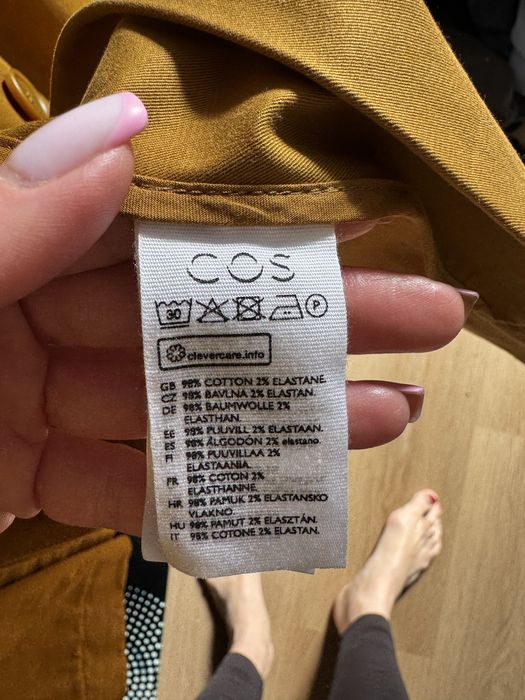 COS
30 P
clevercare.info
GB 98% COTTON 2% ELASTANE.
CZ 98% BAVLNA 2% ELASTAN.
DE 98% BAUMWOLLE 2%
ELASTHAN.
EE 98% PUUVILL 2% ELASTAAN.
ES 98% ALGODÓN 2% elastano.
FI 98% PUUVILLAA 2%
ELASTAANIA.
FR 98% COTON 2%
ELASTHANNE.
HR 98% PAMUK 2% ELASTANSKO
VLAKNO
HU 98% PAMUT 2% ELASZTÁN.
IT 98% COTONE 2% ELASTAN.